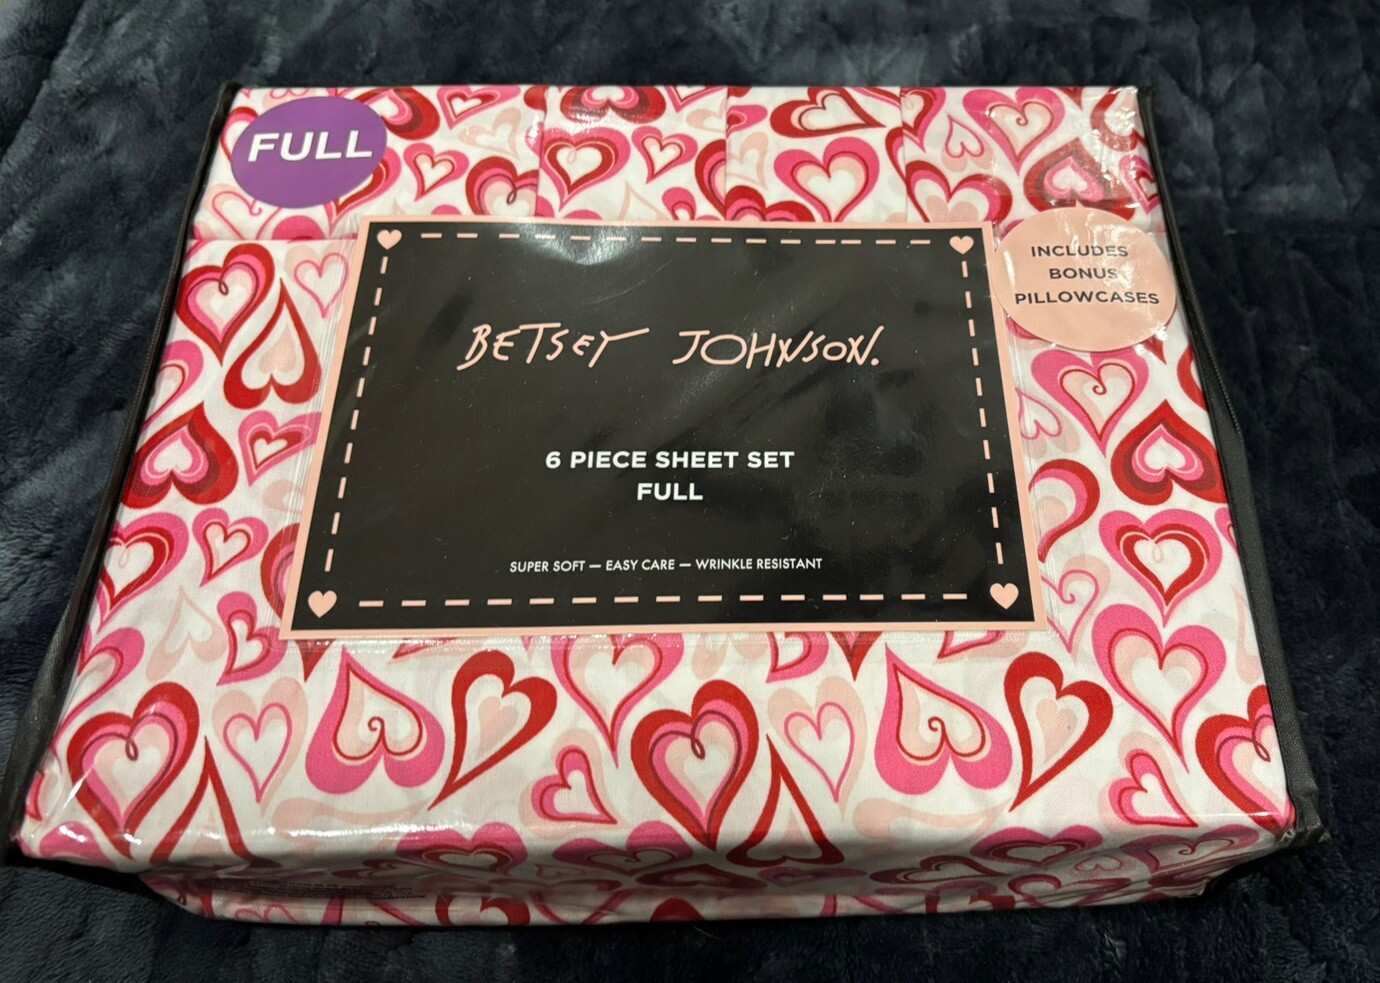 FULL
INCLUDES
BONUS
PILLOWCASES
BETSEY JOHNSON.
6 PIECE SHEET SET
FULL
SUPER SOFT — EASY CARE — WRINKLE RESISTANT